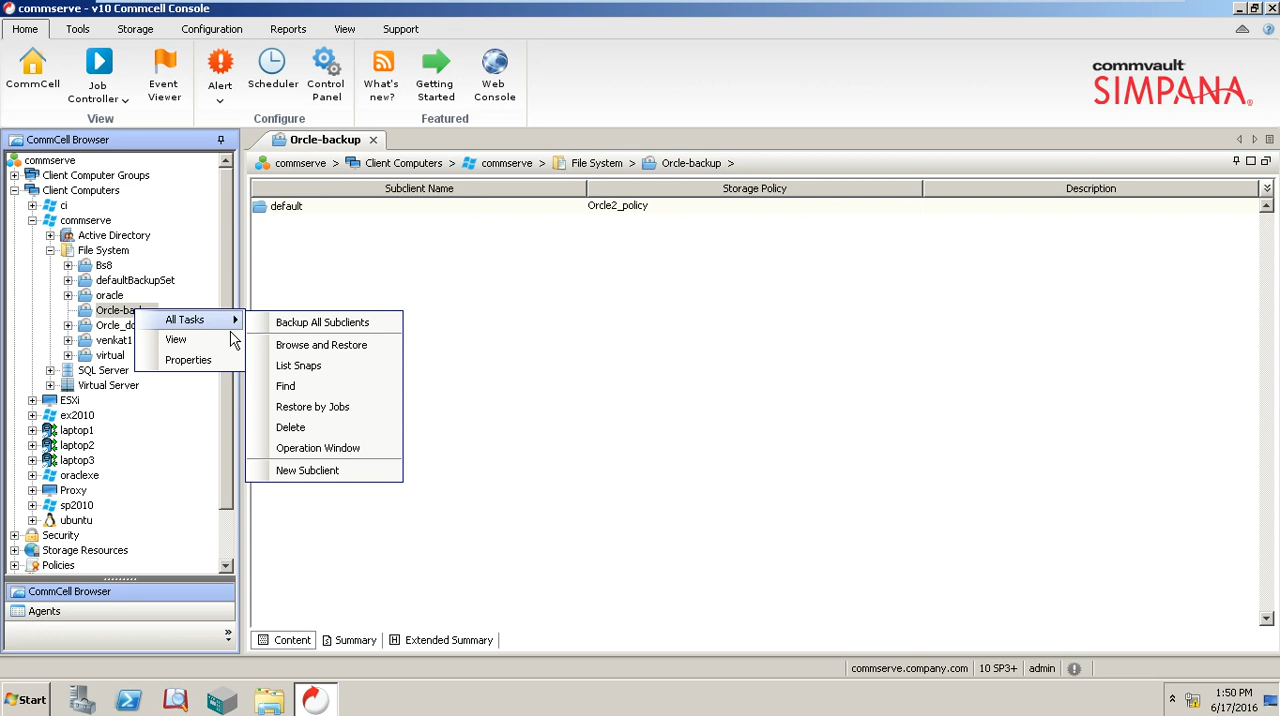 commserve - v10 Commcell Console
Home Tools Storage Configuration Reports View Support
CommCell
Job Controller
Event Viewer
View
Alert
Scheduler
Control Panel
Configure
What's new?
Getting Started
Web Console
Featured
commvault
SIMPANA
CommCell Browser
commserve
Client Computer Groups
Client Computers
ci
commserve
Active Directory
File System
Bs8
defaultBackupSet
oracle
Orcle-bac
Orcle_do
venkat1
virtual
SQL Server
Virtual Server
ESXi
ex2010
laptop1
laptop2
laptop3
oraclexe
Proxy
sp2010
ubuntu
Security
Storage Resources
Policies
CommCell Browser
Agents
All Tasks
View
Properties
Backup All Subclients
Browse and Restore
List Snaps
Find
Restore by Jobs
Delete
Operation Window
New Subclient
Orcle-backup
commserve > Client Computers > commserve > File System > Orcle-backup >
Subclient Name Storage Policy Description
default Orcle2_policy
Content Summary Extended Summary
commserve.company.com 10 SP3+ admin
Start
1:50 PM
6/17/2016